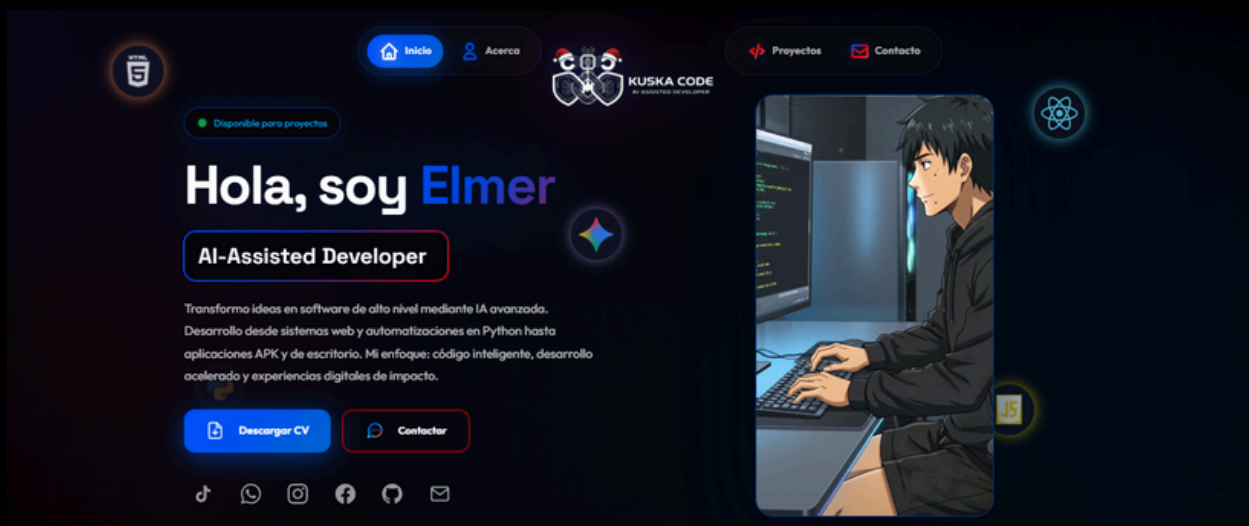 Inicio
Acerca
KUSKA CODE
AI-ASSISTED DEVELOPER
Proyectos
Contacto
HTML
5
Disponible para proyectos
Hola, soy Elmer
AI-Assisted Developer
Transformo ideas en software de alto nivel mediante IA avanzada.
Desarrollo desde sistemas web y automatizaciones en Python hasta
aplicaciones APK y de escritorio. Mi enfoque: código inteligente, desarrollo
acelerado y experiencias digitales de impacto.
JS
Descargar CV
Contactar